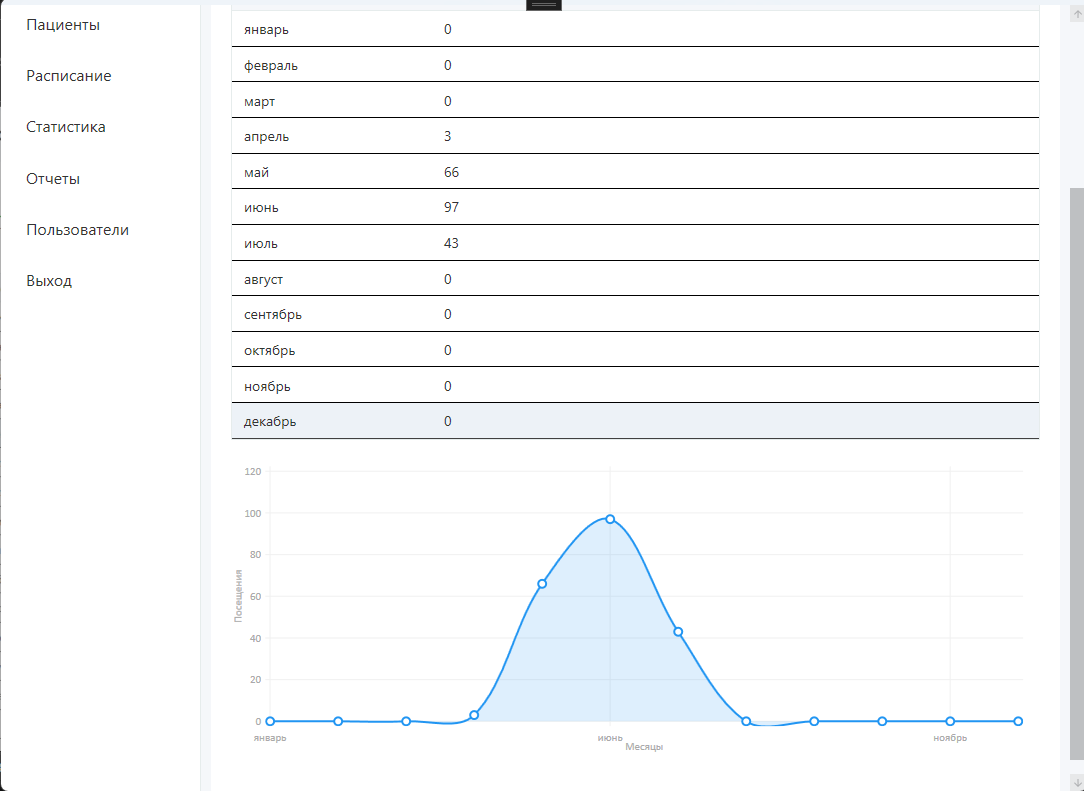 Пациенты
Расписание
Статистика
Отчеты
Пользователи
Выход
январь 0
февраль 0
март 0
апрель 3
май 66
июнь 97
июль 43
август 0
сентябрь 0
октябрь 0
ноябрь 0
декабрь 0
120
100
80
60
40
20
0
Посещения
январь июнь ноябрь
Месяцы